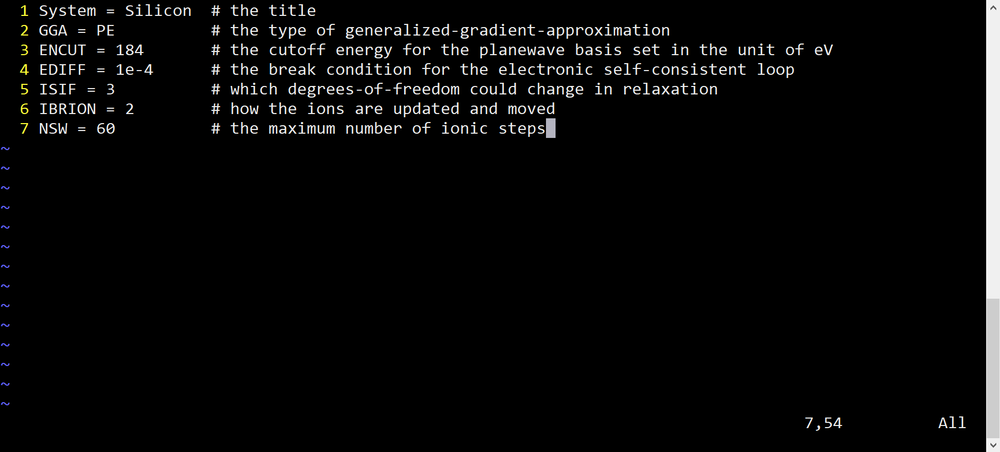 1 System = Silicon  # the title
2 GGA = PE          # the type of generalized-gradient-approximation
3 ENCUT = 184       # the cutoff energy for the planewave basis set in the unit of eV
4 EDIFF = 1e-4      # the break condition for the electronic self-consistent loop
5 ISIF = 3          # which degrees-of-freedom could change in relaxation
6 IBRION = 2        # how the ions are updated and moved
7 NSW = 60          # the maximum number of ionic steps
~
~
~
~
~
~
~
~
~
~
~
~
~
~
7,54          All